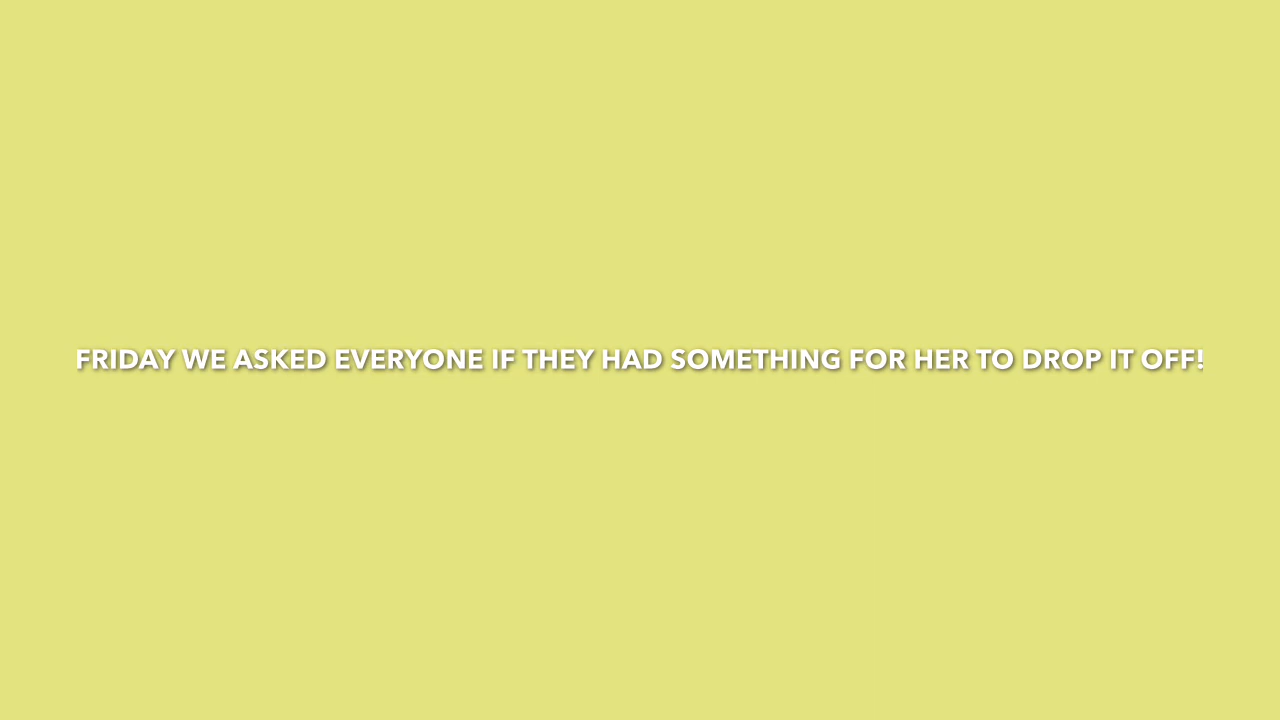 FRIDAY WE ASKED EVERYONE IF THEY HAD SOMETHING FOR HER TO DROP IT OFF!